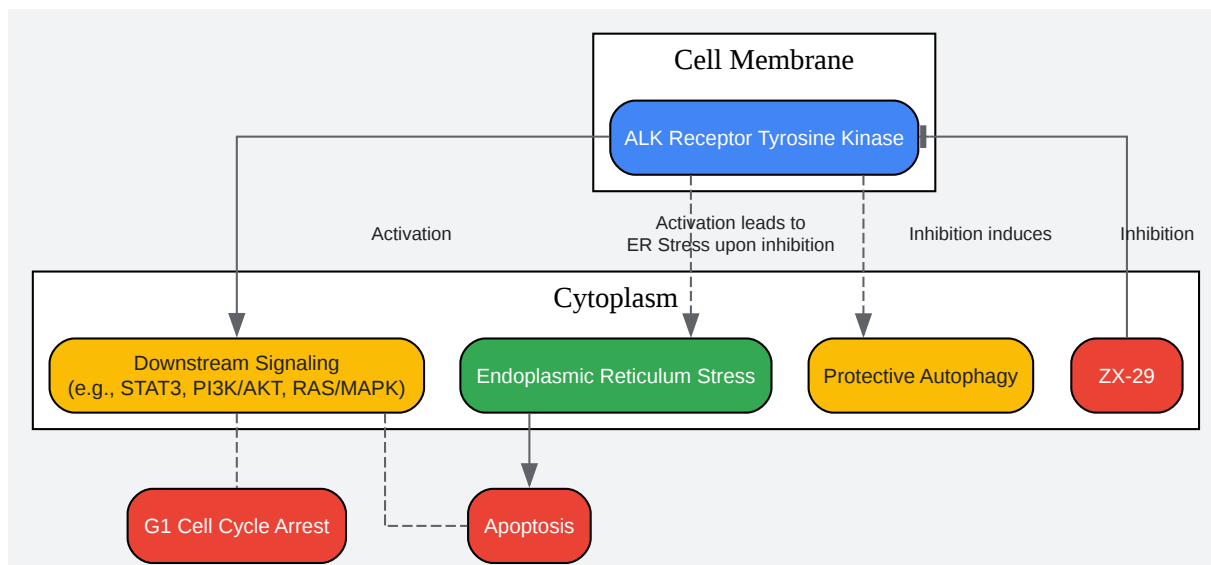 Cell Membrane
ALK Receptor Tyrosine Kinase
Activation
Activation leads to
ER Stress upon inhibition
Inhibition induces
Inhibition
Cytoplasm
Downstream Signaling
(e.g., STAT3, PI3K/AKT, RAS/MAPK)
Endoplasmic Reticulum Stress
Protective Autophagy
ZX-29
G1 Cell Cycle Arrest
Apoptosis